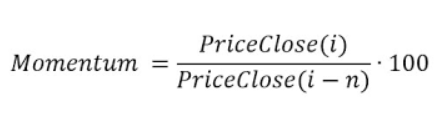 Momentum = PriceClose(i) / PriceClose(i − n) · 100